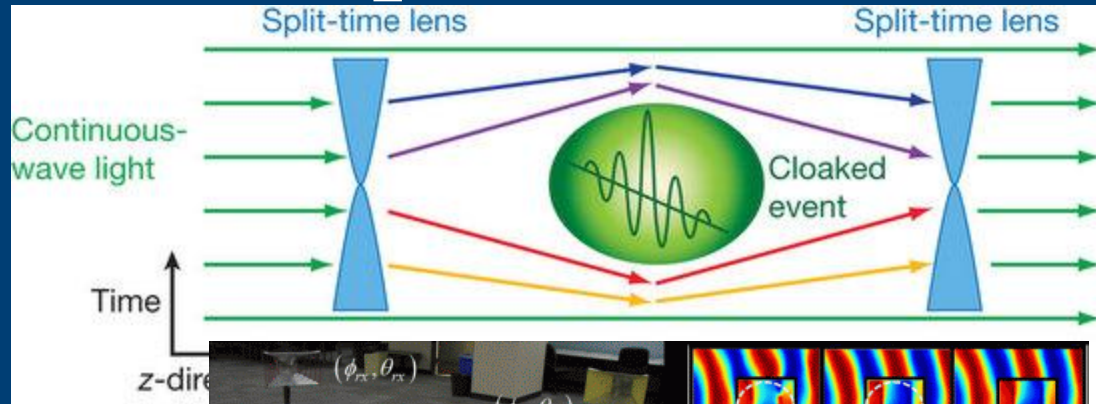 Split-time lens
Split-time lens
Continuous-
wave light
Cloaked
event
Time
z-dire
(ϕrx, θrx)